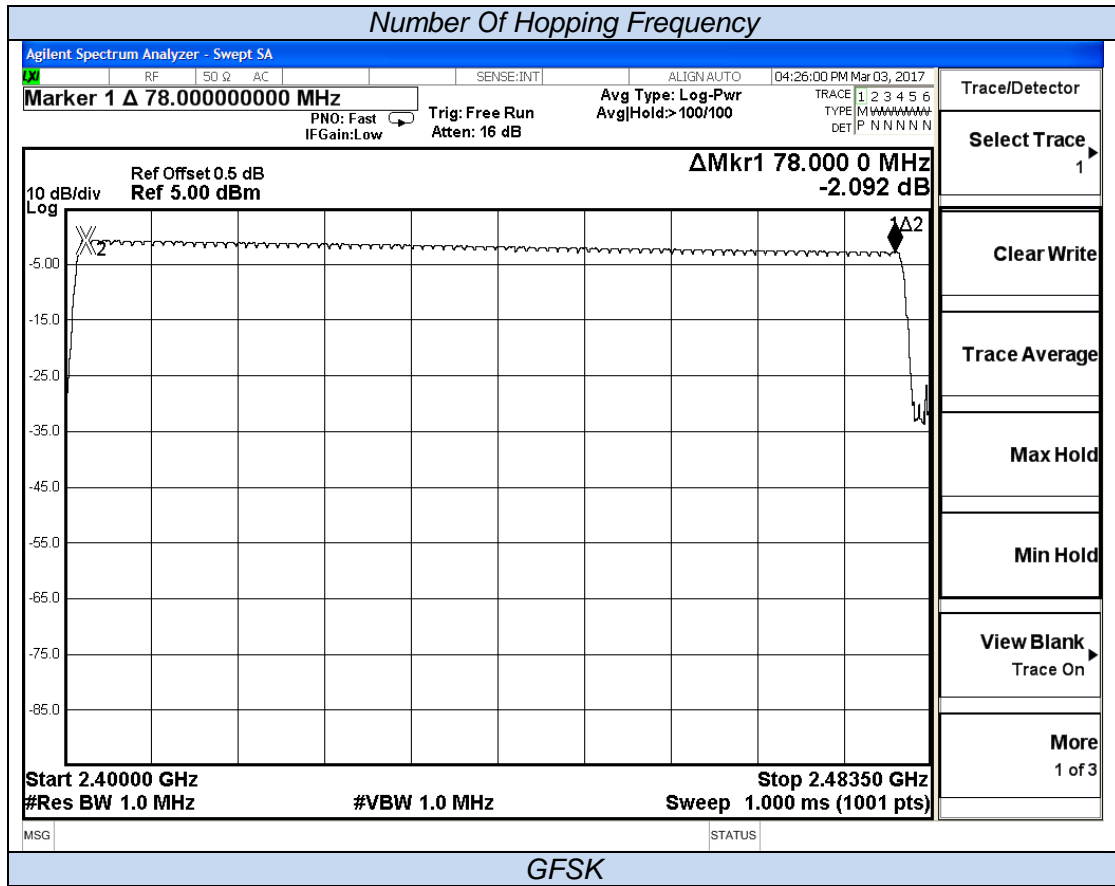 Number Of Hopping Frequency
Agilent Spectrum Analyzer - Swept SA
LXI RF 50 Ω AC SENSE:INT ALIGN AUTO 04:26:00 PM Mar 03, 2017
Marker 1 Δ 78.000000000 MHz
PNO: Fast
IFGain:Low
Trig: Free Run
Atten: 16 dB
Avg Type: Log-Pwr
Avg|Hold:>100/100
TRACE 1 2 3 4 5 6
TYPE M
DET P N N N N N
Ref Offset 0.5 dB
10 dB/div Ref 5.00 dBm
Log
ΔMkr1 78.000 0 MHz
-2.092 dB
2
1Δ2
-5.00
-15.0
-25.0
-35.0
-45.0
-55.0
-65.0
-75.0
-85.0
Start 2.40000 GHz Stop 2.48350 GHz
#Res BW 1.0 MHz #VBW 1.0 MHz Sweep 1.000 ms (1001 pts)
MSG STATUS
Trace/Detector
Select Trace
1
Clear Write
Trace Average
Max Hold
Min Hold
View Blank
Trace On
More
1 of 3
GFSK